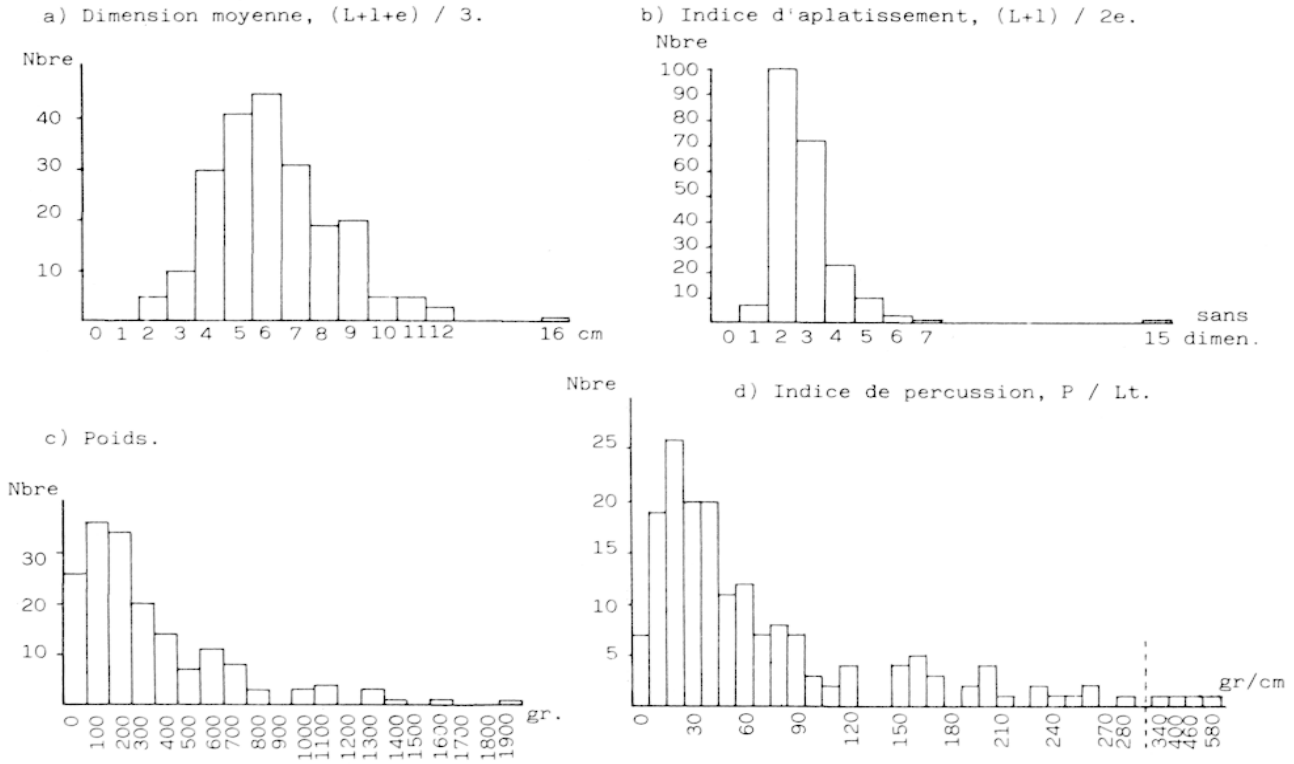 a) Dimension moyenne, (L+l+e) / 3.
Nbre
40
30
20
10
0 1 2 3 4 5 6 7 8 9 10 11 12 16 cm
b) Indice d'aplatissement, (L+l) / 2e.
Nbre
100
90
80
70
60
50
40
30
20
10
0 1 2 3 4 5 6 7 15
sans
dimen.
c) Poids.
Nbre
30
20
10
0 100 200 300 400 500 600 700 800 900 1000 1100 1200 1300 1400 1500 1600 1700 1800 1900
gr.
d) Indice de percussion, P / Lt.
Nbre
25
20
15
10
5
0 30 60 90 120 150 180 210 240 270 280 340 400 460 580
gr/cm